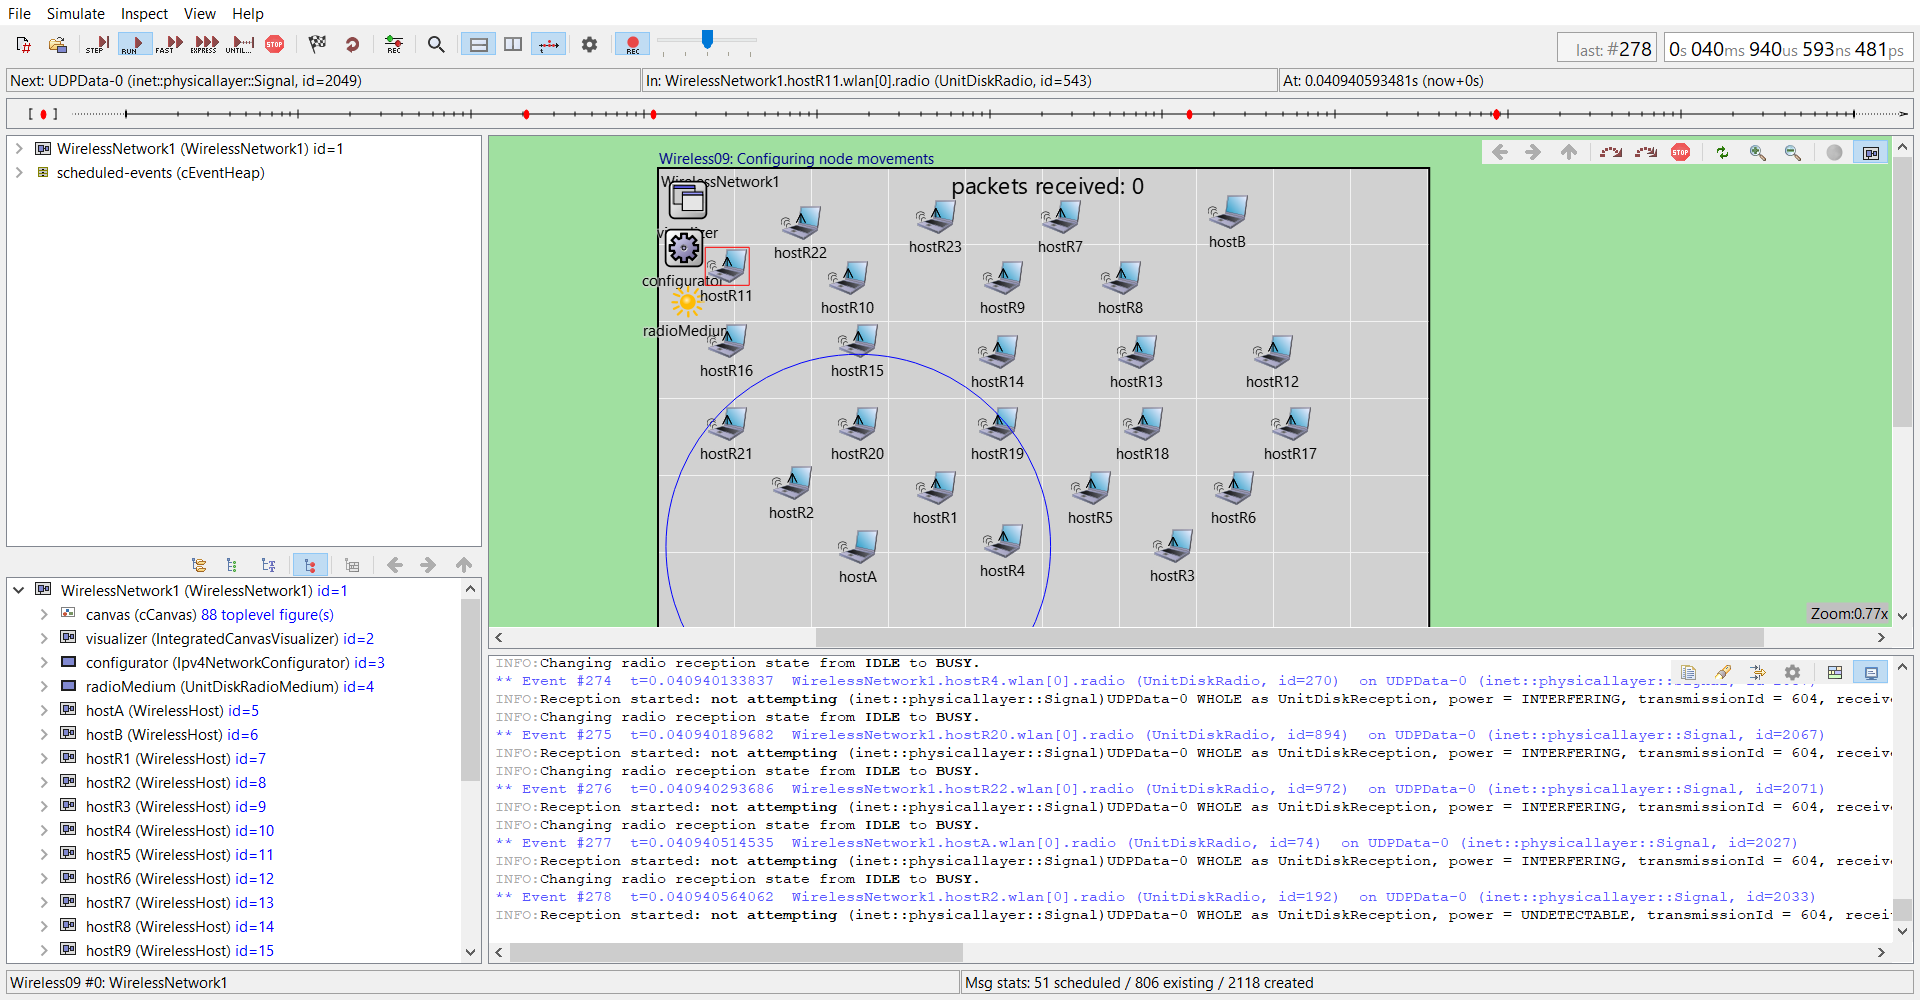 File Simulate Inspect View Help
STEP RUN FAST EXPRESS UNTIL... STOP REC REC
last: #278 0s 040ms 940us 593ns 481ps
Next: UDPData-0 (inet::physicallayer::Signal, id=2049) In: WirelessNetwork1.hostR11.wlan[0].radio (UnitDiskRadio, id=543) At: 0.040940593481s (now+0s)
WirelessNetwork1 (WirelessNetwork1) id=1
scheduled-events (cEventHeap)
Wireless09: Configuring node movements
STOP
WirelessNetwork1
packets received: 0
visualizer
hostR22
hostR23
hostR7
hostB
configurator
hostR11
hostR10
hostR9
hostR8
radioMedium
hostR16
hostR15
hostR14
hostR13
hostR12
hostR21
hostR20
hostR19
hostR18
hostR17
hostR2
hostR1
hostR5
hostR6
hostA
hostR4
hostR3
Zoom:0.77x
WirelessNetwork1 (WirelessNetwork1) id=1
canvas (cCanvas) 88 toplevel figure(s)
visualizer (IntegratedCanvasVisualizer) id=2
configurator (Ipv4NetworkConfigurator) id=3
radioMedium (UnitDiskRadioMedium) id=4
hostA (WirelessHost) id=5
hostB (WirelessHost) id=6
hostR1 (WirelessHost) id=7
hostR2 (WirelessHost) id=8
hostR3 (WirelessHost) id=9
hostR4 (WirelessHost) id=10
hostR5 (WirelessHost) id=11
hostR6 (WirelessHost) id=12
hostR7 (WirelessHost) id=13
hostR8 (WirelessHost) id=14
hostR9 (WirelessHost) id=15
INFO:Changing radio reception state from IDLE to BUSY.
** Event #274 t=0.040940133837 WirelessNetwork1.hostR4.wlan[0].radio (UnitDiskRadio, id=270) on UDPData-0 (inet::physicallayer::
INFO:Reception started: not attempting (inet::physicallayer::Signal)UDPData-0 WHOLE as UnitDiskReception, power = INTERFERING, transmissionId = 604, receive
INFO:Changing radio reception state from IDLE to BUSY.
** Event #275 t=0.040940189682 WirelessNetwork1.hostR20.wlan[0].radio (UnitDiskRadio, id=894) on UDPData-0 (inet::physicallayer::Signal, id=2067)
INFO:Reception started: not attempting (inet::physicallayer::Signal)UDPData-0 WHOLE as UnitDiskReception, power = INTERFERING, transmissionId = 604, receive
INFO:Changing radio reception state from IDLE to BUSY.
** Event #276 t=0.040940293686 WirelessNetwork1.hostR22.wlan[0].radio (UnitDiskRadio, id=972) on UDPData-0 (inet::physicallayer::Signal, id=2071)
INFO:Reception started: not attempting (inet::physicallayer::Signal)UDPData-0 WHOLE as UnitDiskReception, power = INTERFERING, transmissionId = 604, receive
INFO:Changing radio reception state from IDLE to BUSY.
** Event #277 t=0.040940514535 WirelessNetwork1.hostA.wlan[0].radio (UnitDiskRadio, id=74) on UDPData-0 (inet::physicallayer::Signal, id=2027)
INFO:Reception started: not attempting (inet::physicallayer::Signal)UDPData-0 WHOLE as UnitDiskReception, power = INTERFERING, transmissionId = 604, receive
INFO:Changing radio reception state from IDLE to BUSY.
** Event #278 t=0.040940564062 WirelessNetwork1.hostR2.wlan[0].radio (UnitDiskRadio, id=192) on UDPData-0 (inet::physicallayer::Signal, id=2033)
INFO:Reception started: not attempting (inet::physicallayer::Signal)UDPData-0 WHOLE as UnitDiskReception, power = UNDETECTABLE, transmissionId = 604, recei
Wireless09 #0: WirelessNetwork1 Msg stats: 51 scheduled / 806 existing / 2118 created